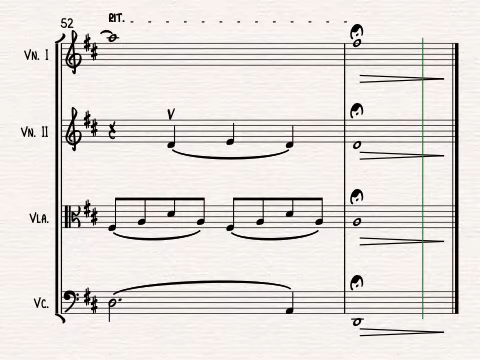 52
RIT.
VN. I
VN. II
VLA.
VC.